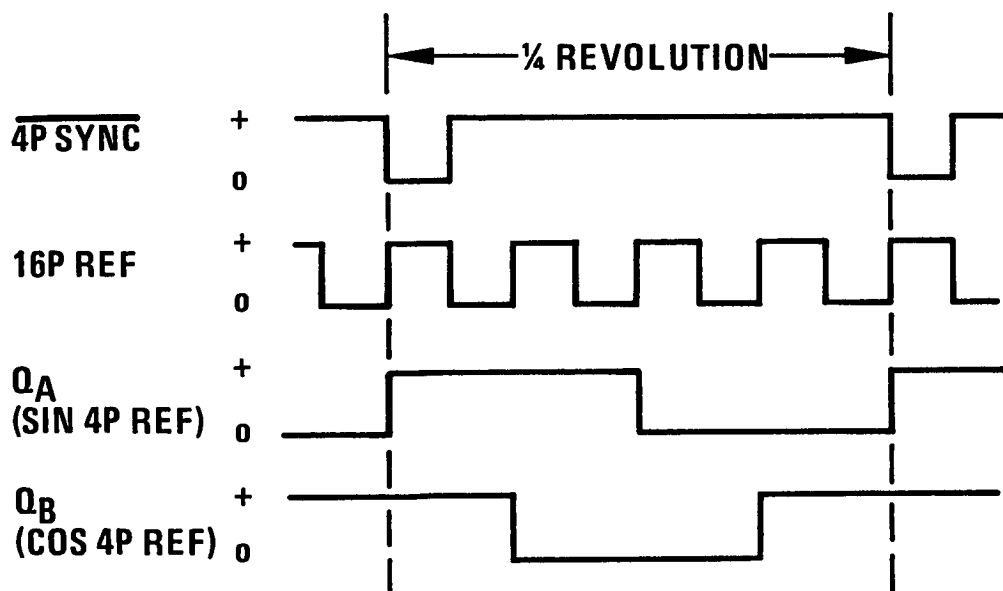 ¼ REVOLUTION
4P SYNC
+
0
16P REF
+
0
QA
(SIN 4P REF)
+
0
QB
(COS 4P REF)
+
0